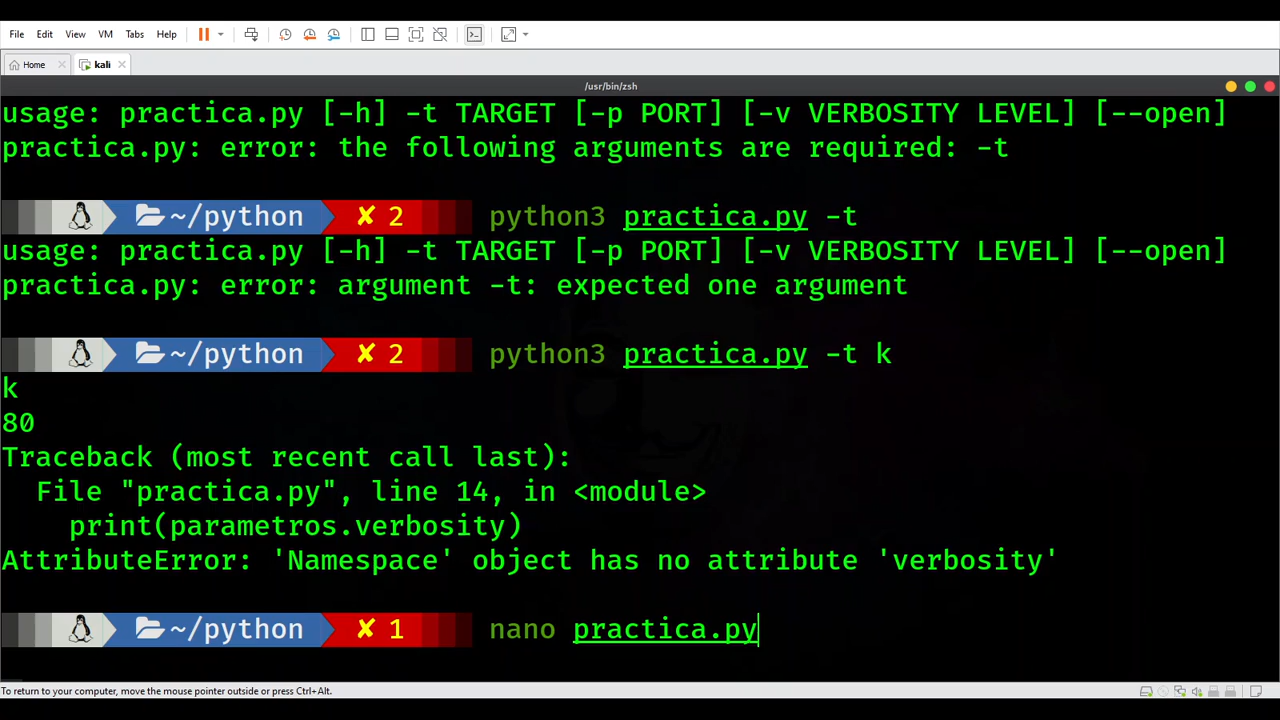 File Edit View VM Tabs Help
Home kali
/usr/bin/zsh
usage: practica.py [-h] -t TARGET [-p PORT] [-v VERBOSITY LEVEL] [--open]
practica.py: error: the following arguments are required: -t
~/python ✘ 2 python3 practica.py -t
usage: practica.py [-h] -t TARGET [-p PORT] [-v VERBOSITY LEVEL] [--open]
practica.py: error: argument -t: expected one argument
~/python ✘ 2 python3 practica.py -t k
k
80
Traceback (most recent call last):
  File "practica.py", line 14, in <module>
    print(parametros.verbosity)
AttributeError: 'Namespace' object has no attribute 'verbosity'
~/python ✘ 1 nano practica.py
To return to your computer, move the mouse pointer outside or press Ctrl+Alt.